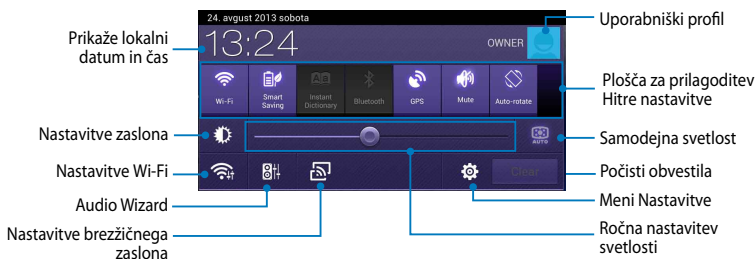 24. avgust 2013 sobota
13:24
OWNER
Wi-Fi
Smart
Saving
Instant
Dictionary
Bluetooth
GPS
Mute
Auto-rotate
AUTO
Clear
Prikaže lokalni
datum in čas
Nastavitve zaslona
Nastavitve Wi-Fi
Audio Wizard
Nastavitve brezžičnega
zaslona
Uporabniški profil
Plošča za prilagoditev
Hitre nastavitve
Samodejna svetlost
Počisti obvestila
Meni Nastavitve
Ročna nastavitev
svetlosti